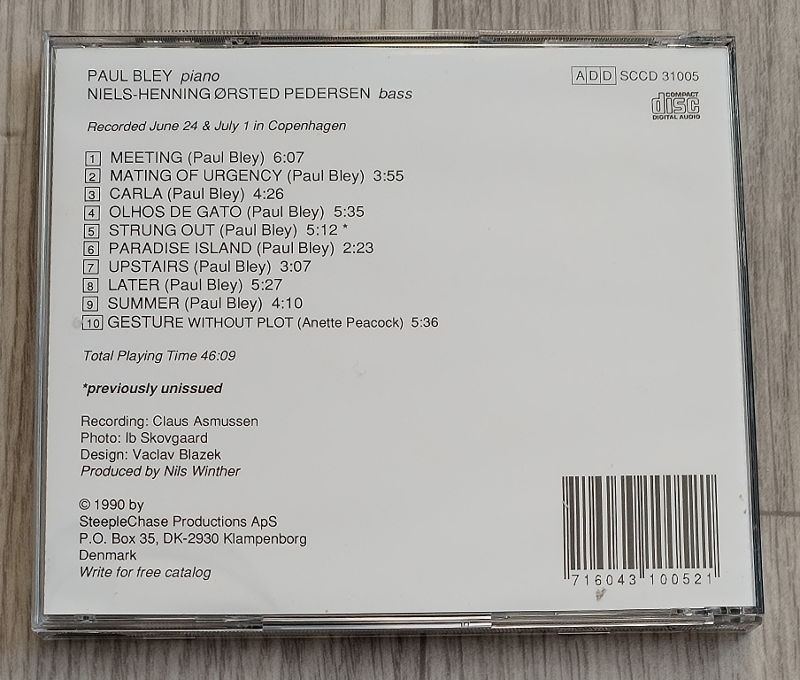 PAUL BLEY piano
NIELS-HENNING ØRSTED PEDERSEN bass
ADD SCCD 31005
COMPACT
disc
DIGITAL AUDIO
Recorded June 24 & July 1 in Copenhagen
1 MEETING (Paul Bley) 6:07
2 MATING OF URGENCY (Paul Bley) 3:55
3 CARLA (Paul Bley) 4:26
4 OLHOS DE GATO (Paul Bley) 5:35
5 STRUNG OUT (Paul Bley) 5:12 *
6 PARADISE ISLAND (Paul Bley) 2:23
7 UPSTAIRS (Paul Bley) 3:07
8 LATER (Paul Bley) 5:27
9 SUMMER (Paul Bley) 4:10
10 GESTURE WITHOUT PLOT (Anette Peacock) 5:36
Total Playing Time 46:09
*previously unissued
Recording: Claus Asmussen
Photo: Ib Skovgaard
Design: Vaclav Blazek
Produced by Nils Winther
© 1990 by
SteepleChase Productions ApS
P.O. Box 35, DK-2930 Klampenborg
Denmark
Write for free catalog
716043 100521